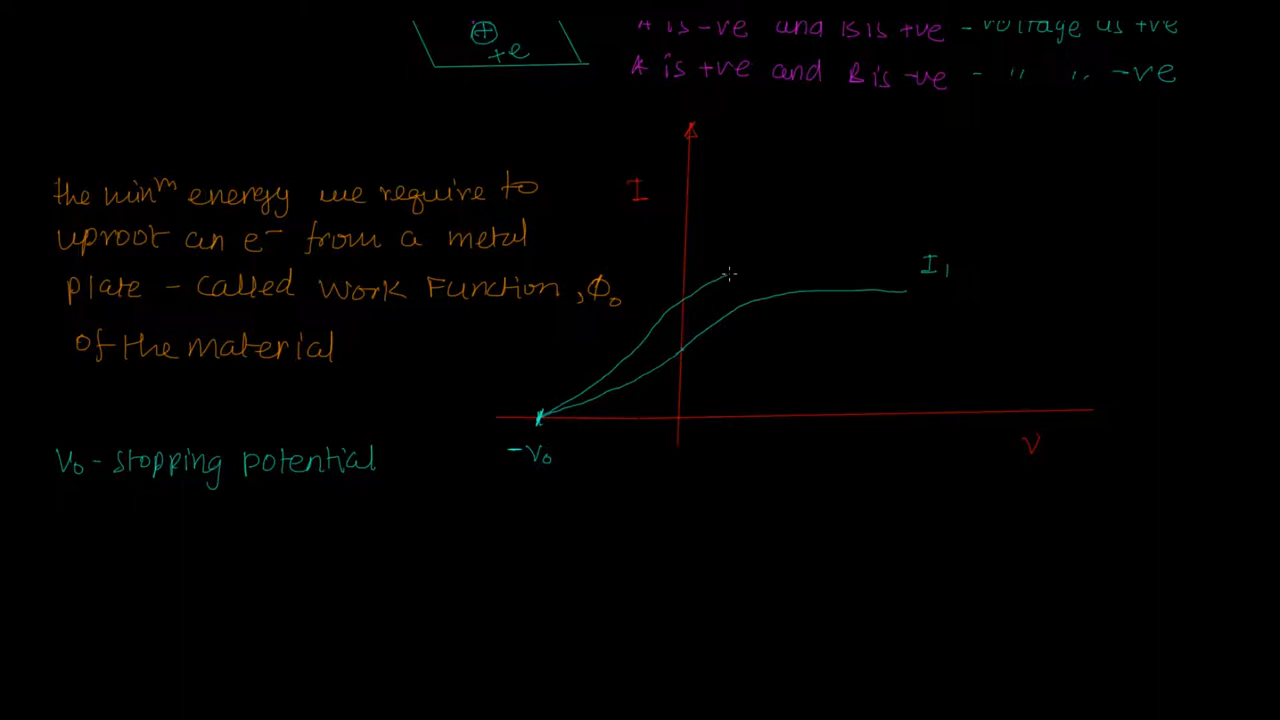 A is -ve and B is +ve - voltage us +ve
A is +ve and B is -ve - " " -ve
+
+e
the minᵐ energy we require to
uproot an e⁻ from a metal
plate - called Work Function, Φ₀
of the material
I
I₁
V₀ - stopping potential
-V₀
V